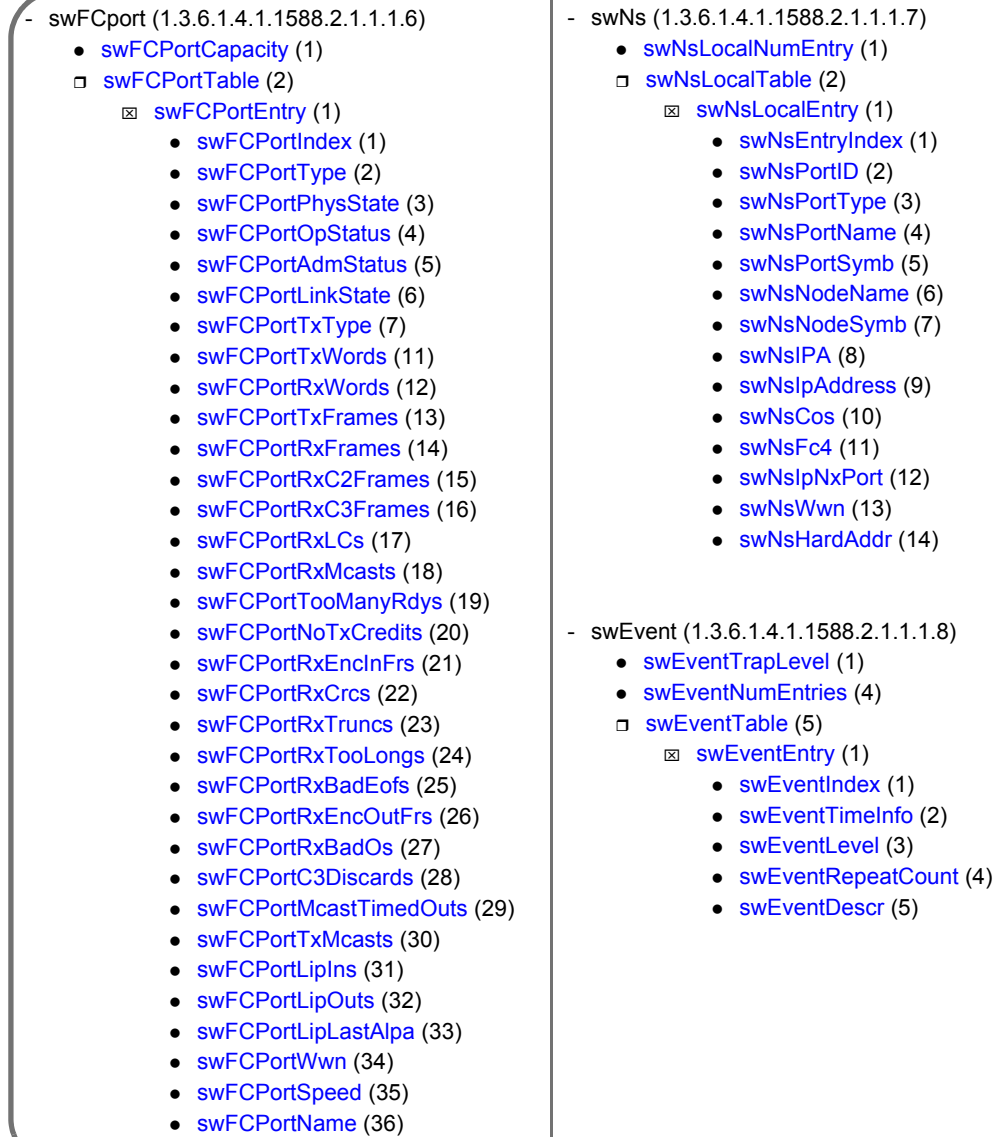 - swFCport (1.3.6.1.4.1.1588.2.1.1.1.6)
● swFCPortCapacity (1)
❒ swFCPortTable (2)
☒ swFCPortEntry (1)
● swFCPortIndex (1)
● swFCPortType (2)
● swFCPortPhysState (3)
● swFCPortOpStatus (4)
● swFCPortAdmStatus (5)
● swFCPortLinkState (6)
● swFCPortTxType (7)
● swFCPortTxWords (11)
● swFCPortRxWords (12)
● swFCPortTxFrames (13)
● swFCPortRxFrames (14)
● swFCPortRxC2Frames (15)
● swFCPortRxC3Frames (16)
● swFCPortRxLCs (17)
● swFCPortRxMcasts (18)
● swFCPortTooManyRdys (19)
● swFCPortNoTxCredits (20)
● swFCPortRxEncInFrs (21)
● swFCPortRxCrcs (22)
● swFCPortRxTruncs (23)
● swFCPortRxTooLongs (24)
● swFCPortRxBadEofs (25)
● swFCPortRxEncOutFrs (26)
● swFCPortRxBadOs (27)
● swFCPortC3Discards (28)
● swFCPortMcastTimedOuts (29)
● swFCPortTxMcasts (30)
● swFCPortLipIns (31)
● swFCPortLipOuts (32)
● swFCPortLipLastAlpa (33)
● swFCPortWwn (34)
● swFCPortSpeed (35)
● swFCPortName (36)
- swNs (1.3.6.1.4.1.1588.2.1.1.1.7)
● swNsLocalNumEntry (1)
❒ swNsLocalTable (2)
☒ swNsLocalEntry (1)
● swNsEntryIndex (1)
● swNsPortID (2)
● swNsPortType (3)
● swNsPortName (4)
● swNsPortSymb (5)
● swNsNodeName (6)
● swNsNodeSymb (7)
● swNsIPA (8)
● swNsIpAddress (9)
● swNsCos (10)
● swNsFc4 (11)
● swNsIpNxPort (12)
● swNsWwn (13)
● swNsHardAddr (14)
- swEvent (1.3.6.1.4.1.1588.2.1.1.1.8)
● swEventTrapLevel (1)
● swEventNumEntries (4)
❒ swEventTable (5)
☒ swEventEntry (1)
● swEventIndex (1)
● swEventTimeInfo (2)
● swEventLevel (3)
● swEventRepeatCount (4)
● swEventDescr (5)